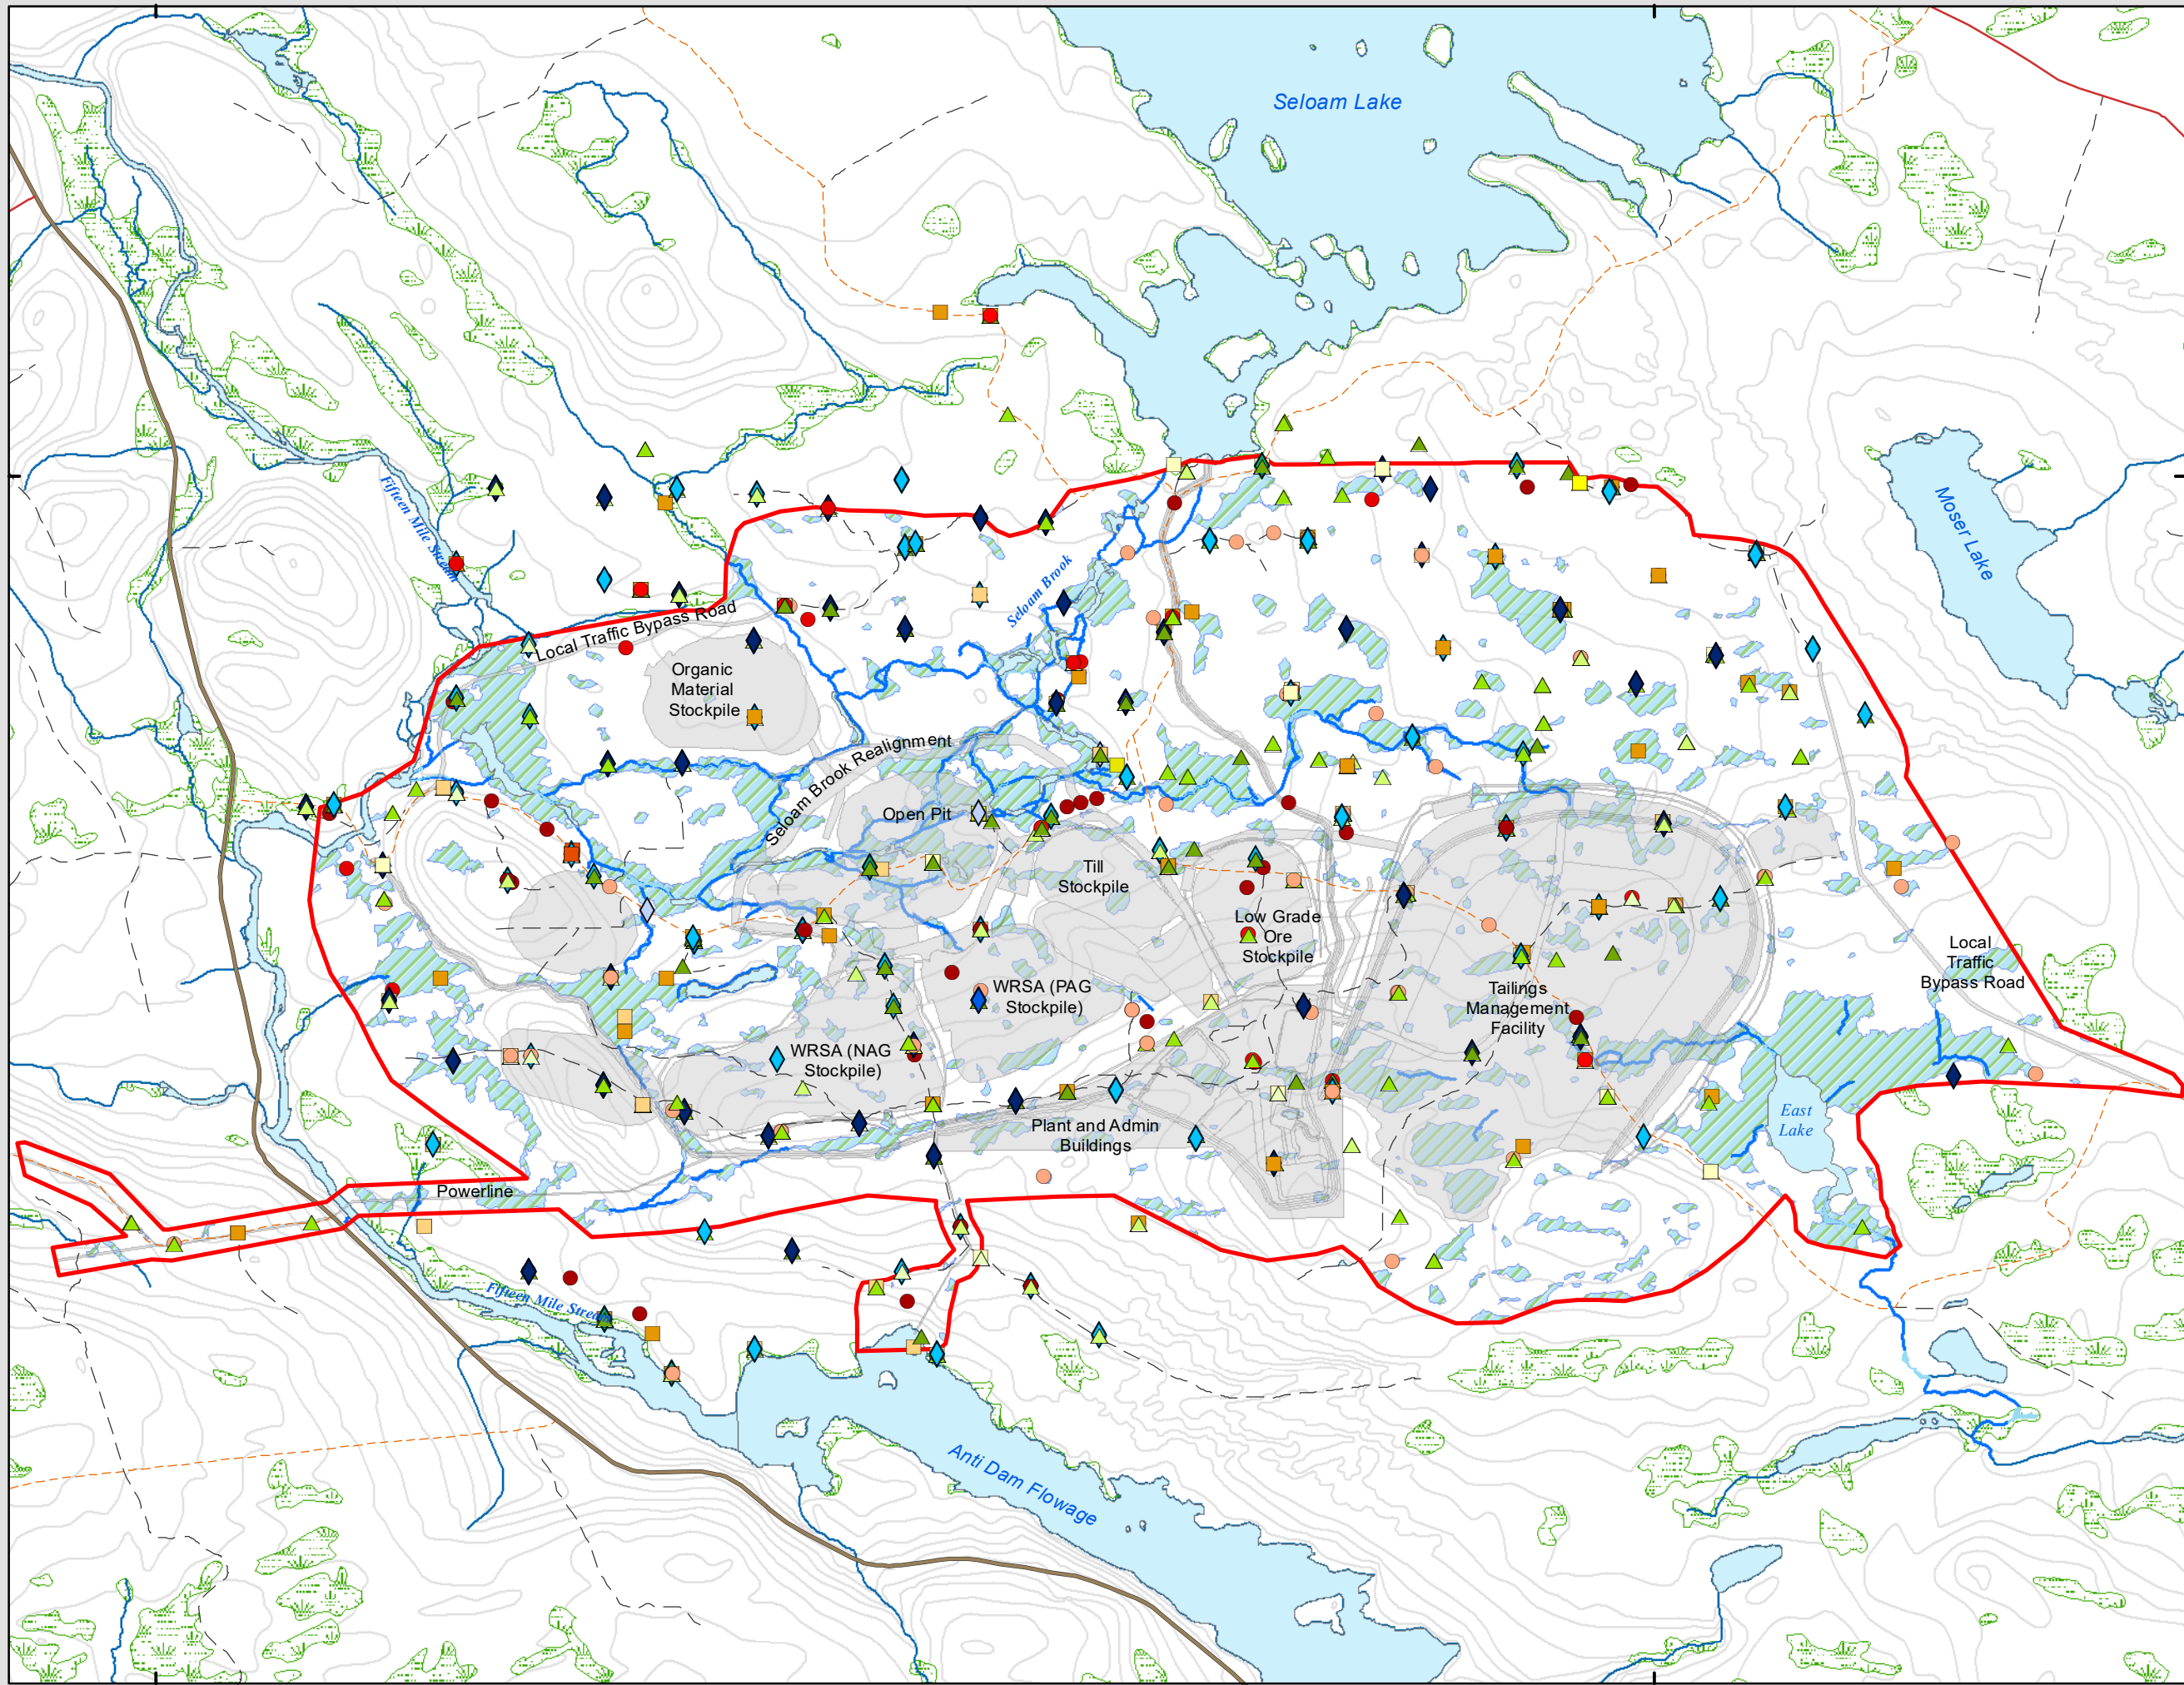 Seloam Lake
Moser Lake
Fifteen Mile Stream
Seloam Brook
Local Traffic Bypass Road
Organic
Material
Stockpile
Seloam Brook Realignment
Open Pit
Till
Stockpile
Low Grade
Ore
Stockpile
Local
Traffic
Bypass Road
WRSA (PAG
Stockpile)
Tailings
Management
Facility
WRSA (NAG
Stockpile)
East
Lake
Plant and Admin
Buildings
Powerline
Fifteen Mile Stream
Anti Dam Flowage